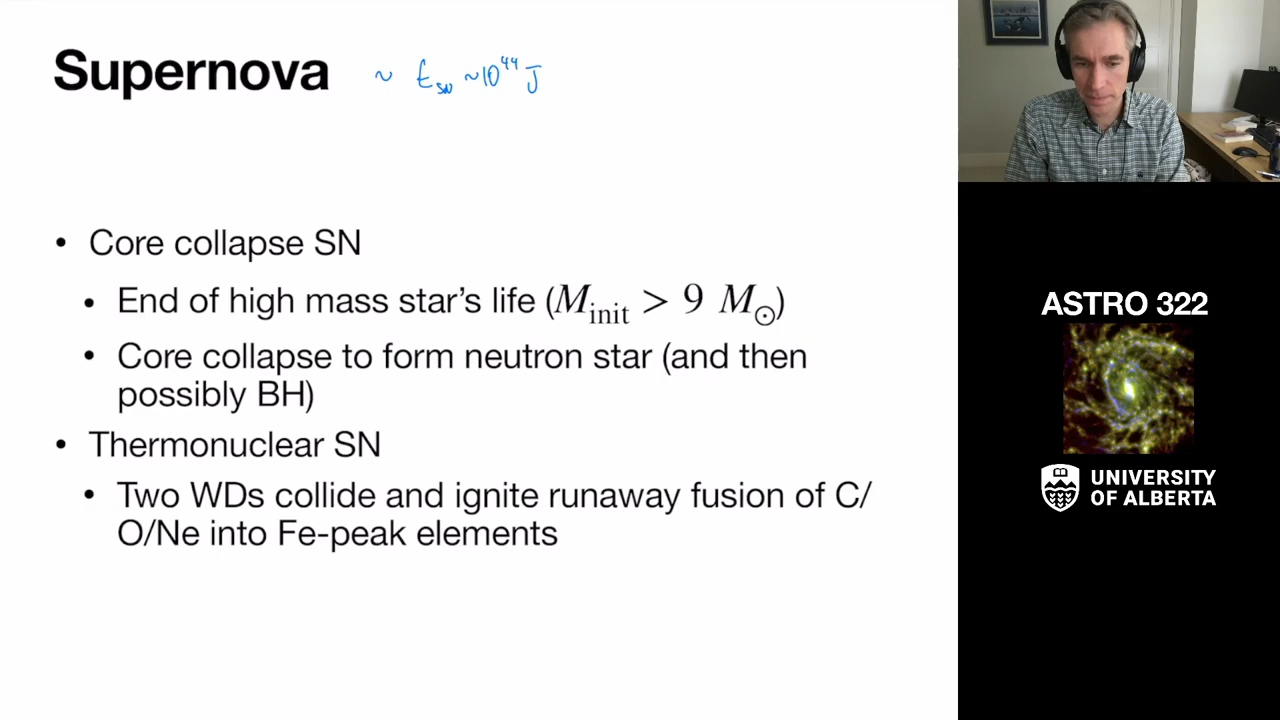 Supernova ~ E_SN ~10^44 J
• Core collapse SN
• End of high mass star's life (M_init > 9 M_⊙)
• Core collapse to form neutron star (and then
possibly BH)
• Thermonuclear SN
• Two WDs collide and ignite runaway fusion of C/
O/Ne into Fe-peak elements
ASTRO 322
UNIVERSITY
OF ALBERTA